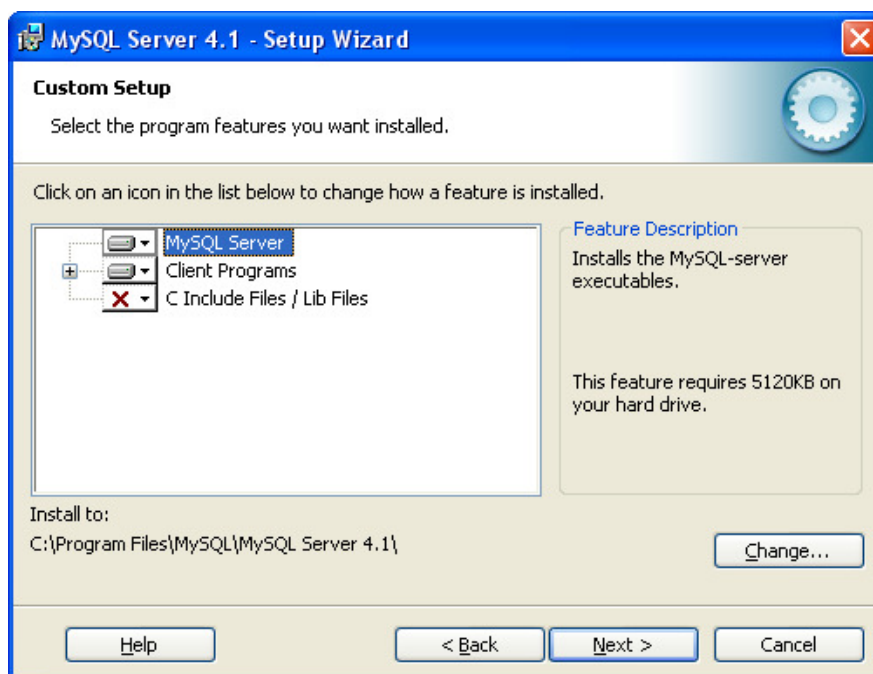 MySQL Server 4.1 - Setup Wizard
Custom Setup
Select the program features you want installed.
Click on an icon in the list below to change how a feature is installed.
MySQL Server
Client Programs
C Include Files / Lib Files
Feature Description
Installs the MySQL-server
executables.
This feature requires 5120KB on
your hard drive.
Install to:
C:\Program Files\MySQL\MySQL Server 4.1\
Change...
Help
< Back
Next >
Cancel